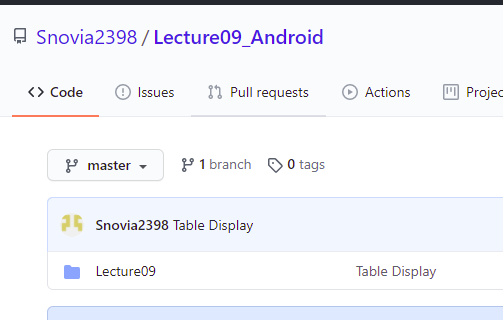 Snovia2398 / Lecture09_Android
Code Issues Pull requests Actions Projec
master 1 branch 0 tags
Snovia2398 Table Display
Lecture09 Table Display